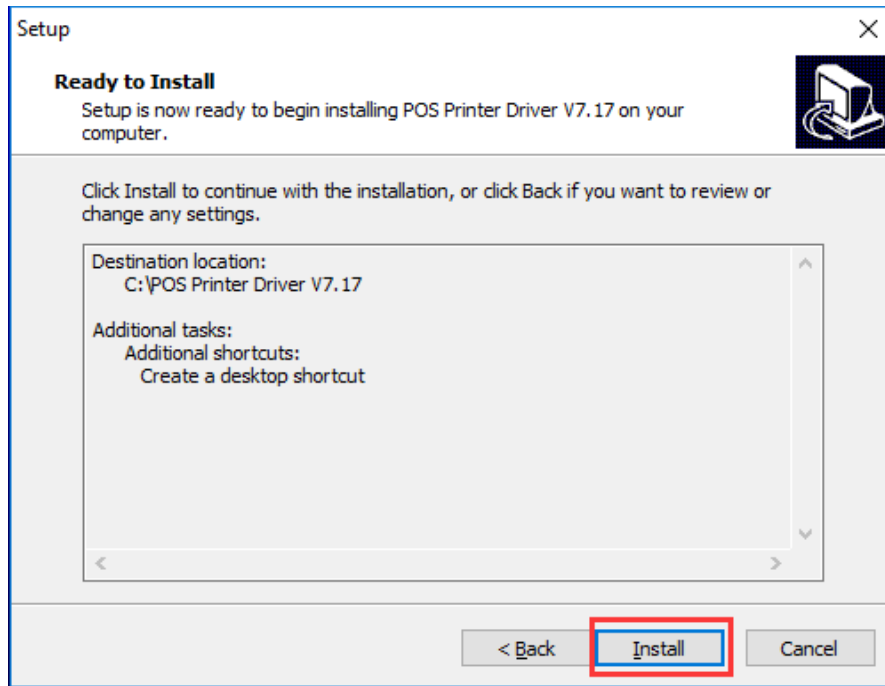 Setup
Ready to Install
Setup is now ready to begin installing POS Printer Driver V7.17 on your
computer.
Click Install to continue with the installation, or click Back if you want to review or
change any settings.
Destination location:
C:\POS Printer Driver V7.17
Additional tasks:
Additional shortcuts:
Create a desktop shortcut
< Back
Install
Cancel